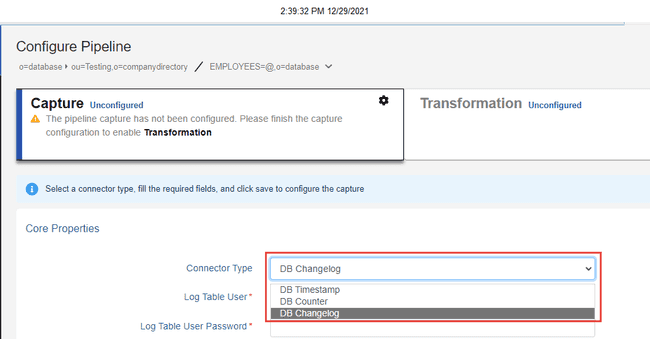 2:39:32 PM 12/29/2021
Configure Pipeline
o=database ou=Testing,o=companydirectory / EMPLOYEES=@,o=database
Capture Unconfigured
The pipeline capture has not been configured. Please finish the capture
configuration to enable Transformation
Transformation Unconfigured
Select a connector type, fill the required fields, and click save to configure the capture
Core Properties
Connector Type DB Changelog
DB Timestamp
Log Table User *
DB Counter
DB Changelog
Log Table User Password *